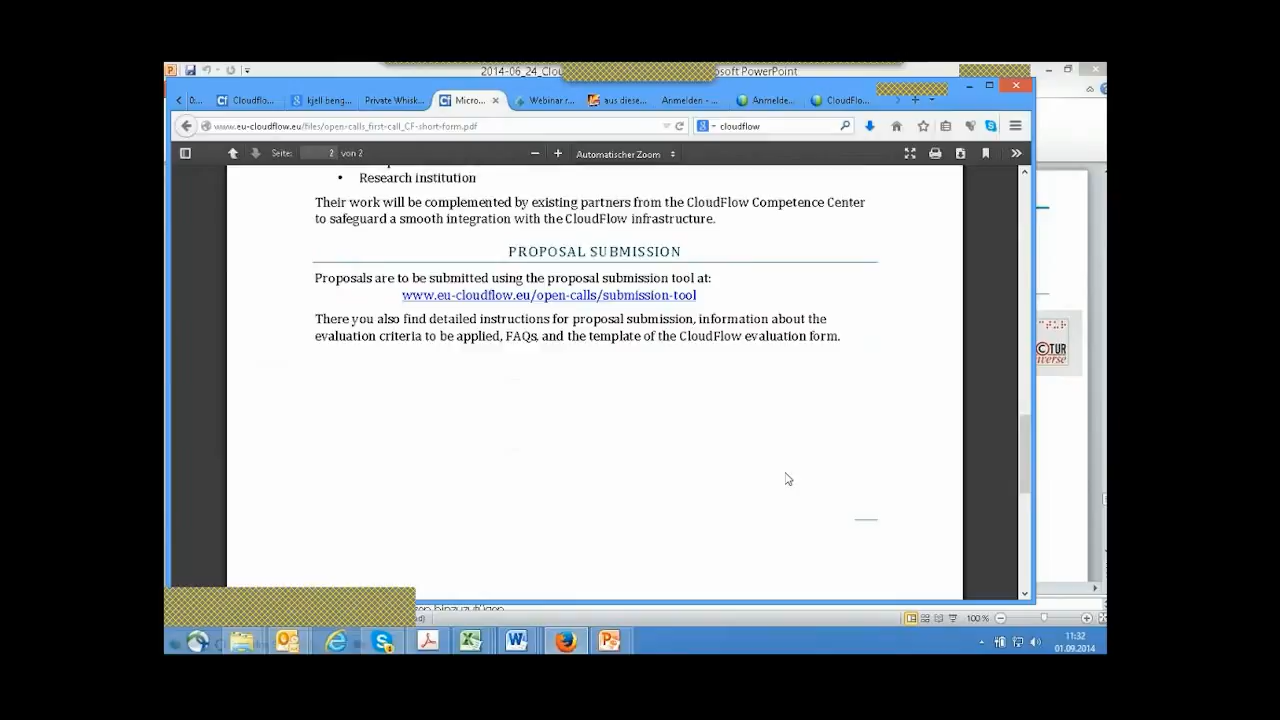 2014-06_24_Clou
osoft PowerPoint
0...
Cloudflo...
kjell beng...
Private Whisk...
Micro...
Webinar r...
aus diese...
Anmelden -...
Anmelde...
CloudFlo...
www.eu-cloudflow.eu/files/open-calls_first-call_CF-short-form.pdf
cloudflow
Seite:
2
von 2
Automatischer Zoom
• Research institution
Their work will be complemented by existing partners from the CloudFlow Competence Center
to safeguard a smooth integration with the CloudFlow infrastructure.
PROPOSAL SUBMISSION
Proposals are to be submitted using the proposal submission tool at:
www.eu-cloudflow.eu/open-calls/submission-tool
There you also find detailed instructions for proposal submission, information about the
evaluation criteria to be applied, FAQs, and the template of the CloudFlow evaluation form.
CTUR
verse
100 %
11:32
01.09.2014